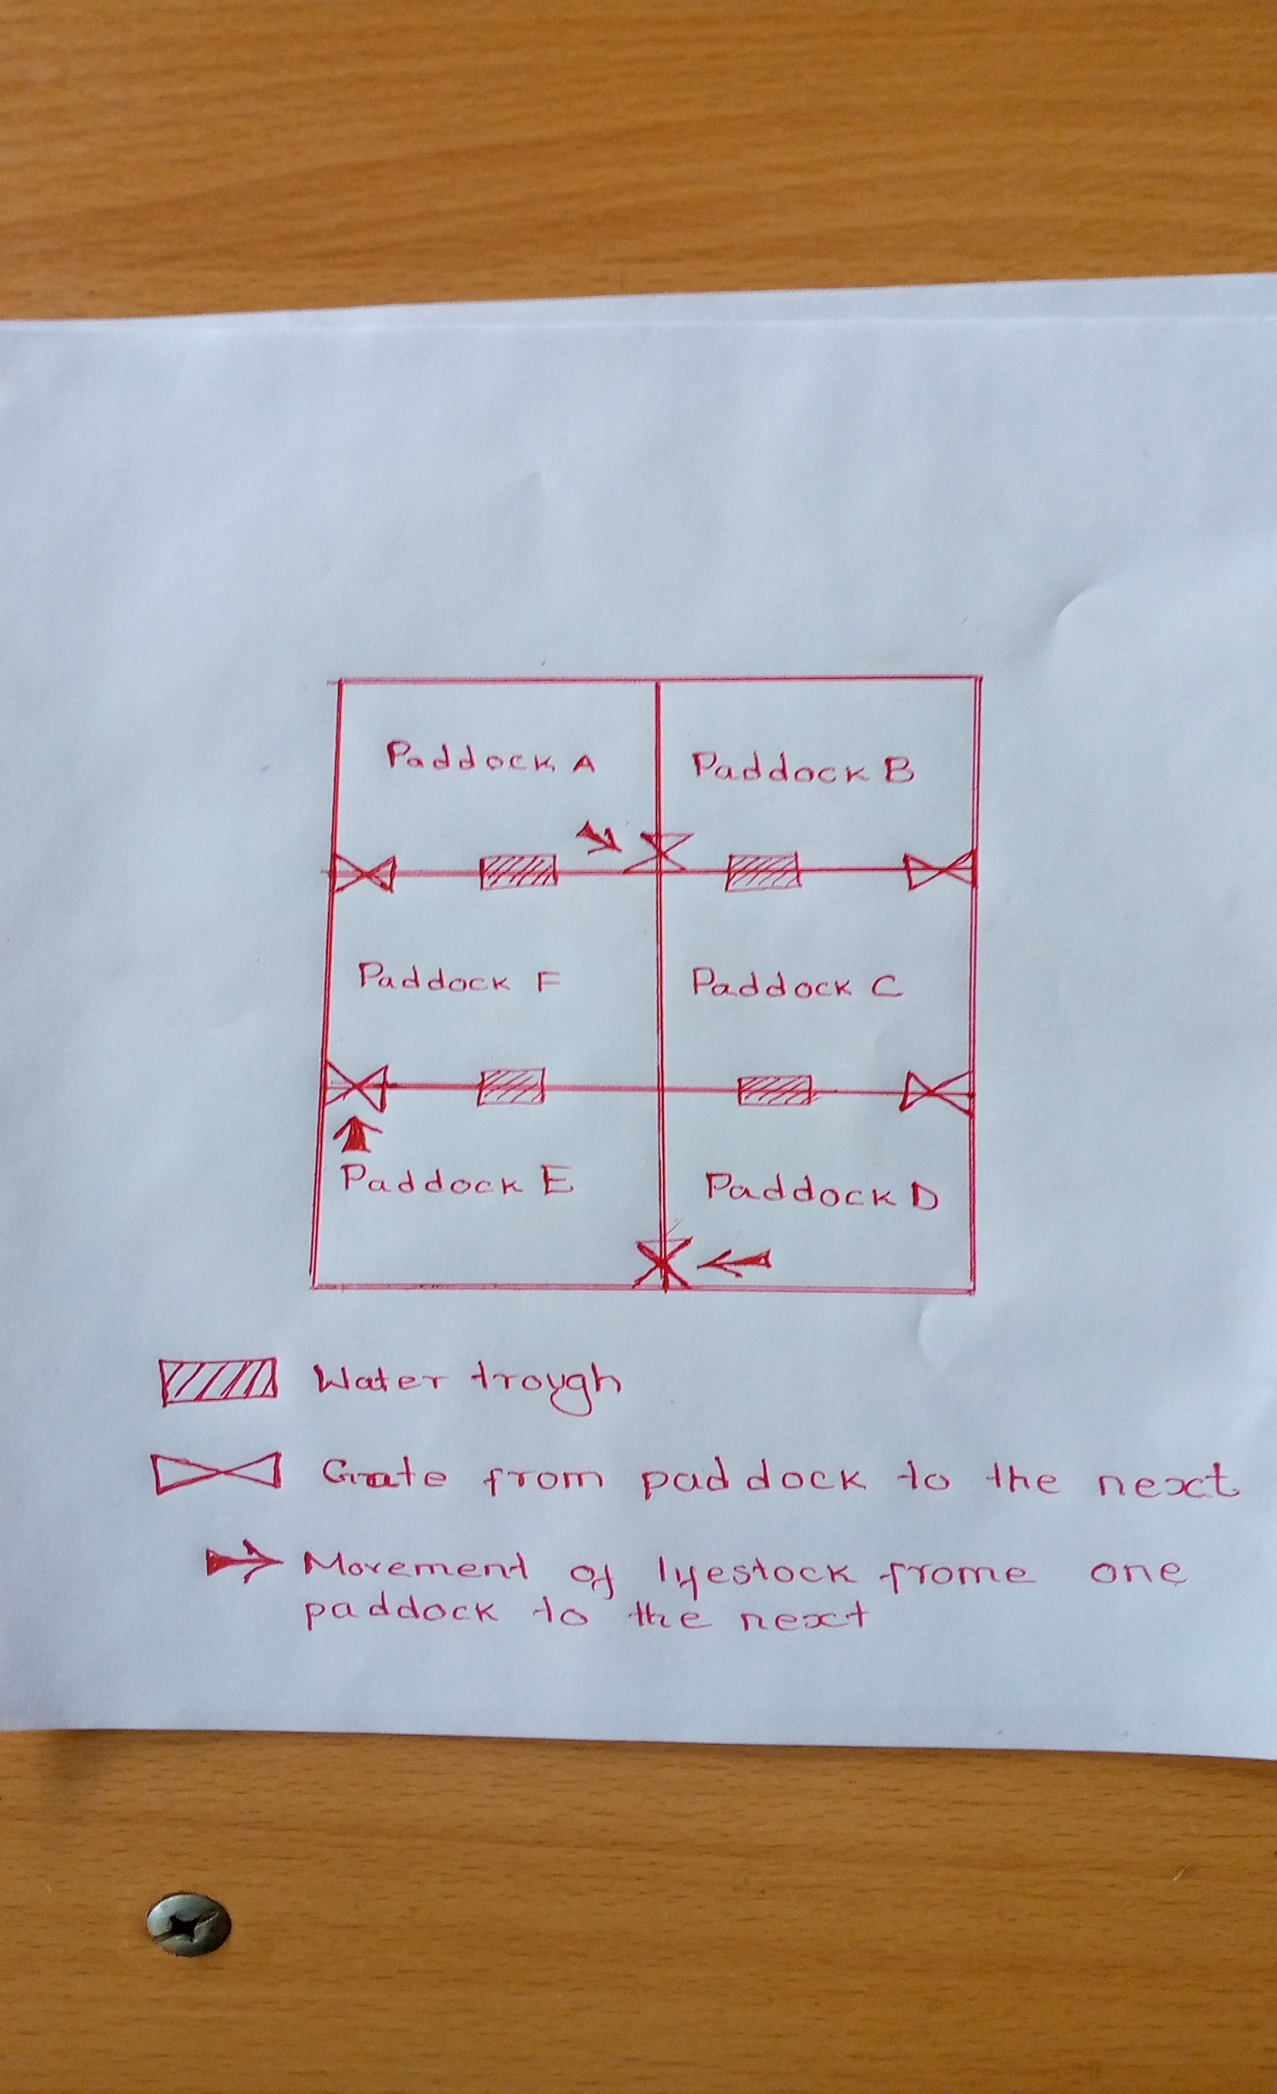 Paddock A
Paddock B
Paddock F
Paddock C
Paddock E
Paddock D
Water trough
Grate from paddock to the next
Movement of lyestock frome one
paddock to the next